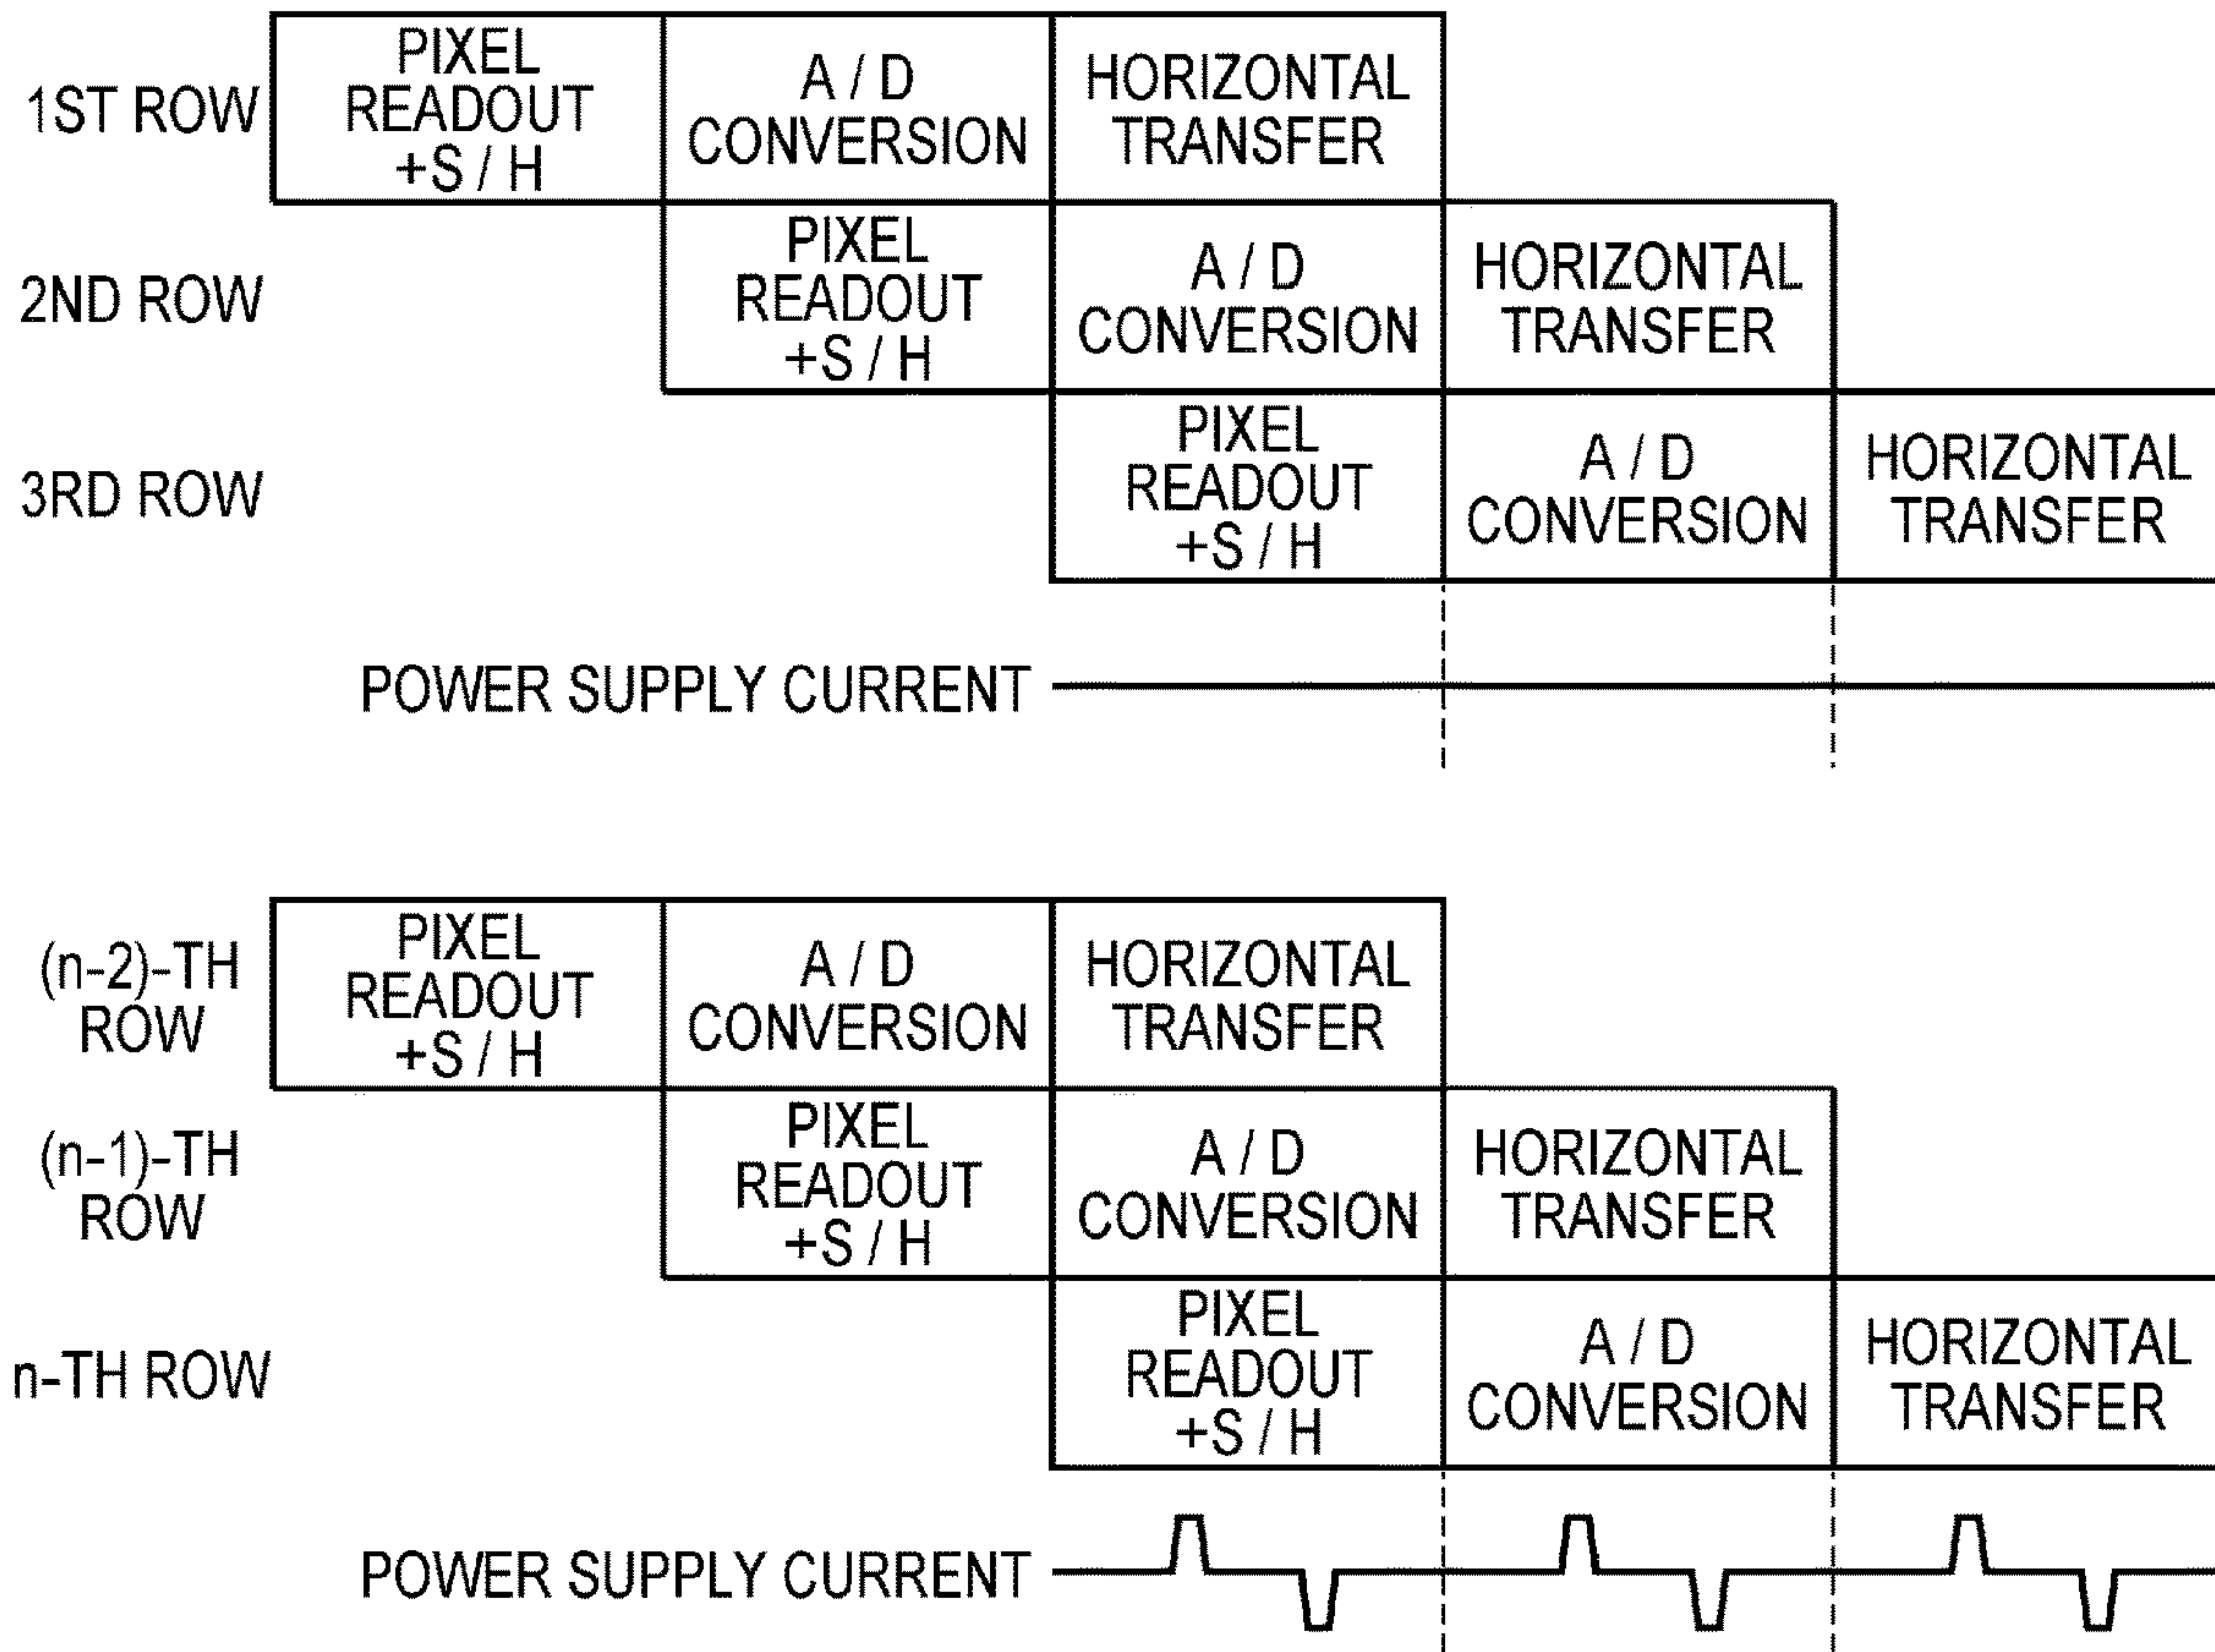 1ST ROW
PIXEL
READOUT
+S / H
A / D
CONVERSION
HORIZONTAL
TRANSFER
2ND ROW
PIXEL
READOUT
+S / H
A / D
CONVERSION
HORIZONTAL
TRANSFER
3RD ROW
PIXEL
READOUT
+S / H
A / D
CONVERSION
HORIZONTAL
TRANSFER
POWER SUPPLY CURRENT
(n-2)-TH
ROW
PIXEL
READOUT
+S / H
A / D
CONVERSION
HORIZONTAL
TRANSFER
(n-1)-TH
ROW
PIXEL
READOUT
+S / H
A / D
CONVERSION
HORIZONTAL
TRANSFER
n-TH ROW
PIXEL
READOUT
+S / H
A / D
CONVERSION
HORIZONTAL
TRANSFER
POWER SUPPLY CURRENT